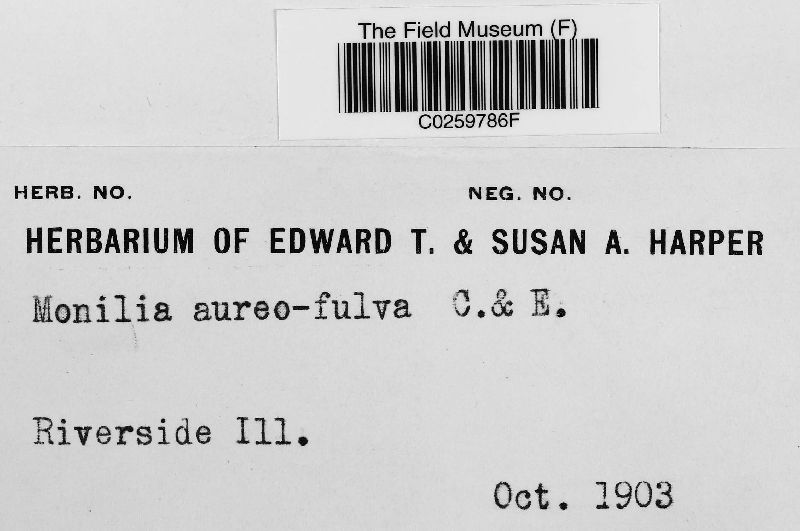 The Field Museum (F)
C0259786F
HERB. NO. NEG. NO.
HERBARIUM OF EDWARD T. & SUSAN A. HARPER
Monilia aureo-fulva C.& E.
Riverside Ill.
Oct. 1903